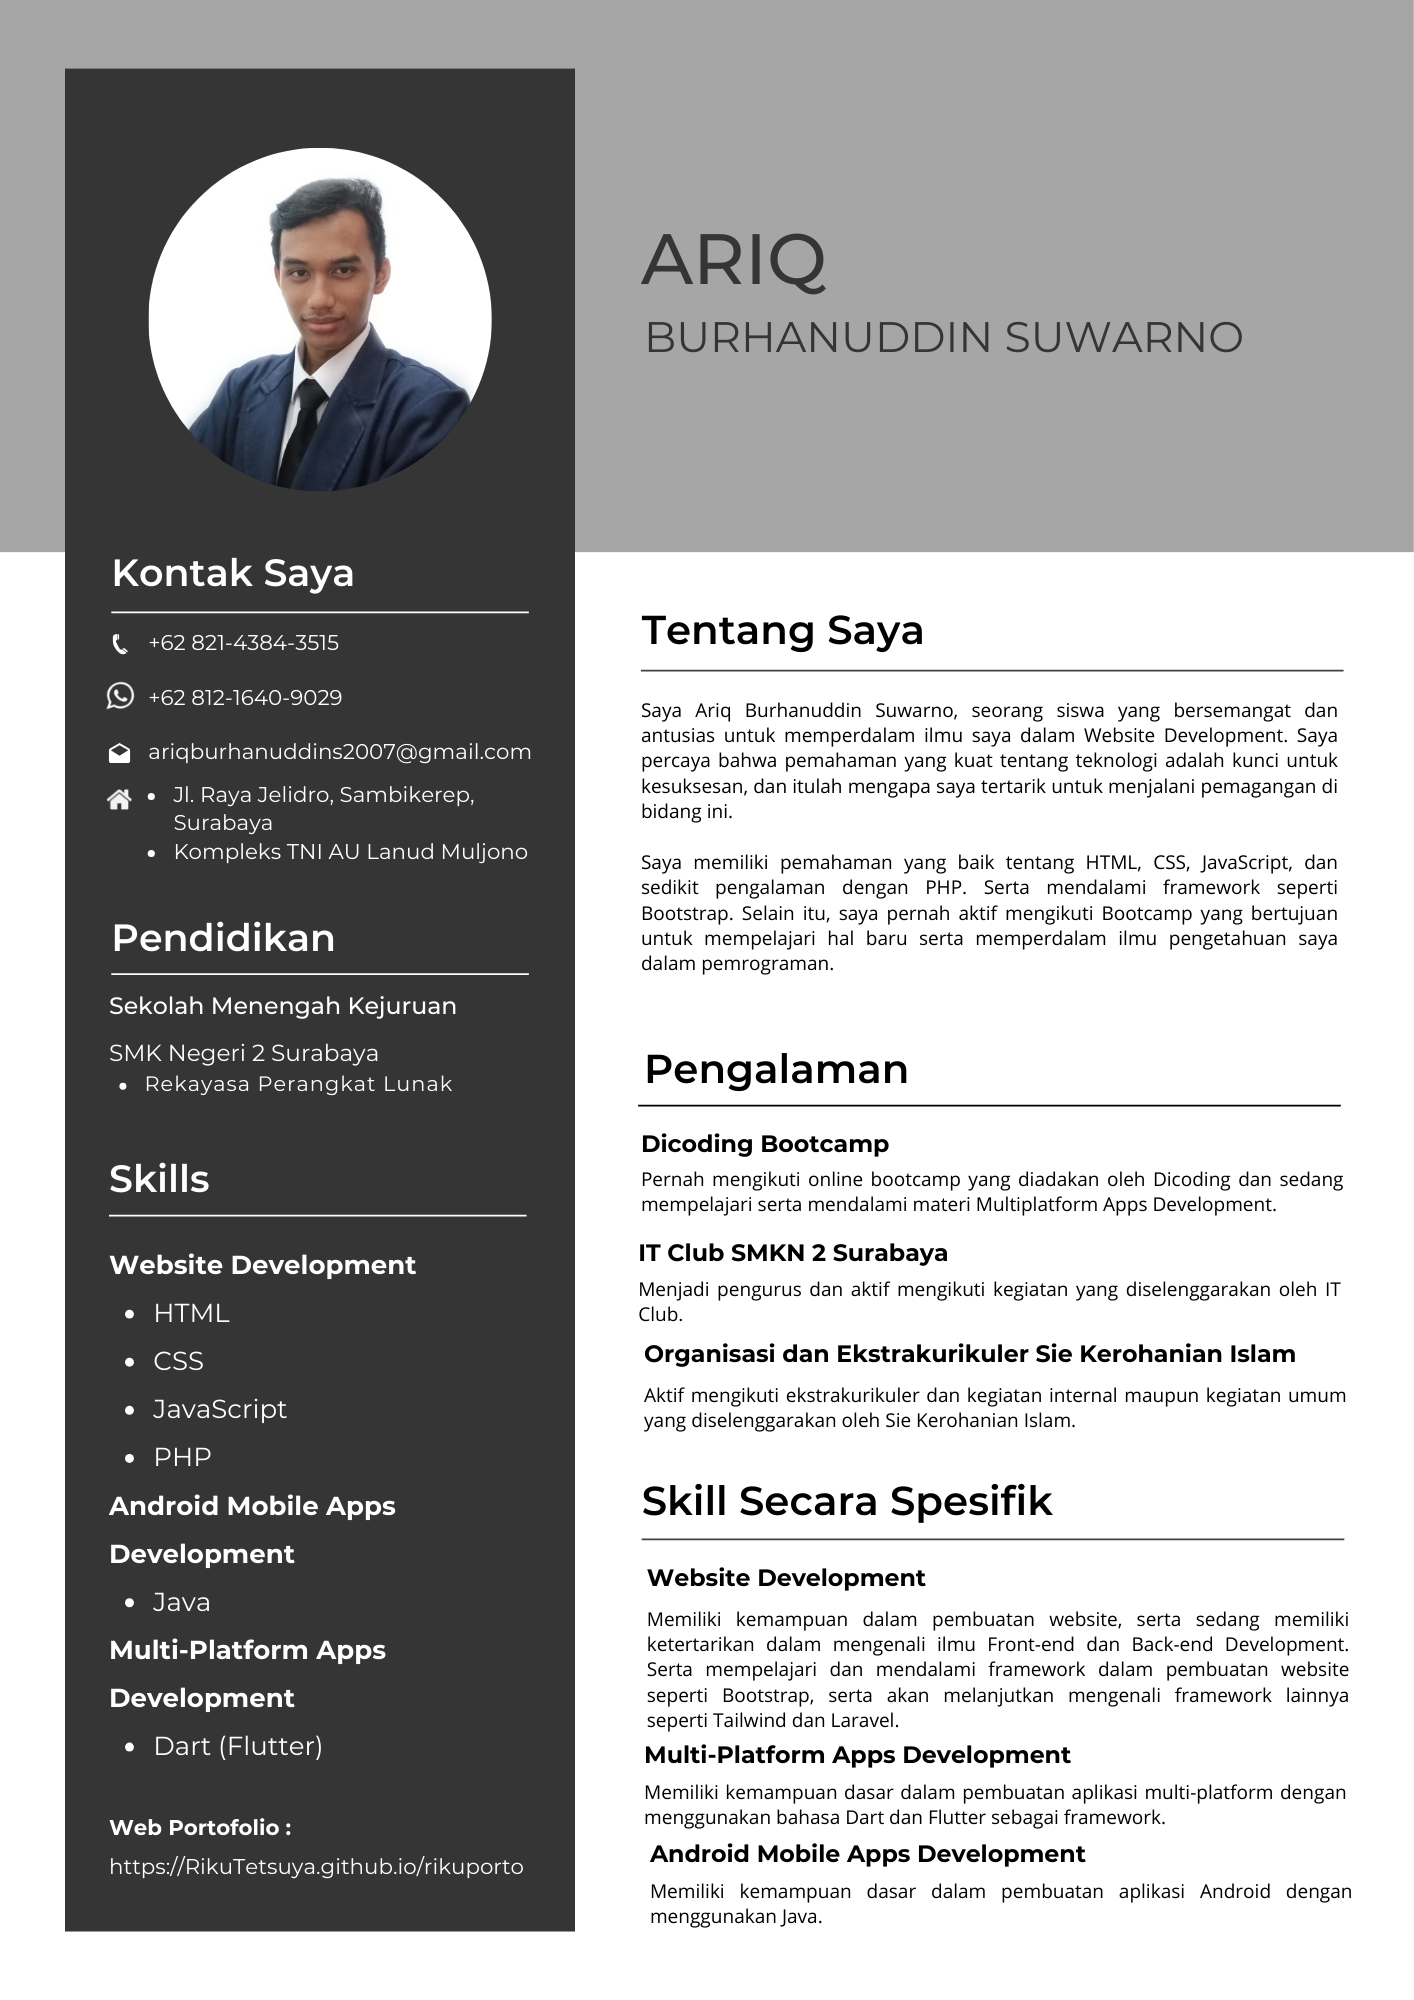 ARIQ
BURHANUDDIN SUWARNO
Kontak Saya
+62 821-4384-3515
+62 812-1640-9029
ariqburhanuddins2007@gmail.com
• Jl. Raya Jelidro, Sambikerep,
Surabaya
• Kompleks TNI AU Lanud Muljono
Pendidikan
Sekolah Menengah Kejuruan
SMK Negeri 2 Surabaya
• Rekayasa Perangkat Lunak
Skills
Website Development
• HTML
• CSS
• JavaScript
• PHP
Android Mobile Apps
Development
• Java
Multi-Platform Apps
Development
• Dart (Flutter)
Web Portofolio :
https://RikuTetsuya.github.io/rikuporto
Tentang Saya
Saya Ariq Burhanuddin Suwarno, seorang siswa yang bersemangat dan
antusias untuk memperdalam ilmu saya dalam Website Development. Saya
percaya bahwa pemahaman yang kuat tentang teknologi adalah kunci untuk
kesuksesan, dan itulah mengapa saya tertarik untuk menjalani pemagangan di
bidang ini.
Saya memiliki pemahaman yang baik tentang HTML, CSS, JavaScript, dan
sedikit pengalaman dengan PHP. Serta mendalami framework seperti
Bootstrap. Selain itu, saya pernah aktif mengikuti Bootcamp yang bertujuan
untuk mempelajari hal baru serta memperdalam ilmu pengetahuan saya
dalam pemrograman.
Pengalaman
Dicoding Bootcamp
Pernah mengikuti online bootcamp yang diadakan oleh Dicoding dan sedang
mempelajari serta mendalami materi Multiplatform Apps Development.
IT Club SMKN 2 Surabaya
Menjadi pengurus dan aktif mengikuti kegiatan yang diselenggarakan oleh IT
Club.
Organisasi dan Ekstrakurikuler Sie Kerohanian Islam
Aktif mengikuti ekstrakurikuler dan kegiatan internal maupun kegiatan umum
yang diselenggarakan oleh Sie Kerohanian Islam.
Skill Secara Spesifik
Website Development
Memiliki kemampuan dalam pembuatan website, serta sedang memiliki
ketertarikan dalam mengenali ilmu Front-end dan Back-end Development.
Serta mempelajari dan mendalami framework dalam pembuatan website
seperti Bootstrap, serta akan melanjutkan mengenali framework lainnya
seperti Tailwind dan Laravel.
Multi-Platform Apps Development
Memiliki kemampuan dasar dalam pembuatan aplikasi multi-platform dengan
menggunakan bahasa Dart dan Flutter sebagai framework.
Android Mobile Apps Development
Memiliki kemampuan dasar dalam pembuatan aplikasi Android dengan
menggunakan Java.